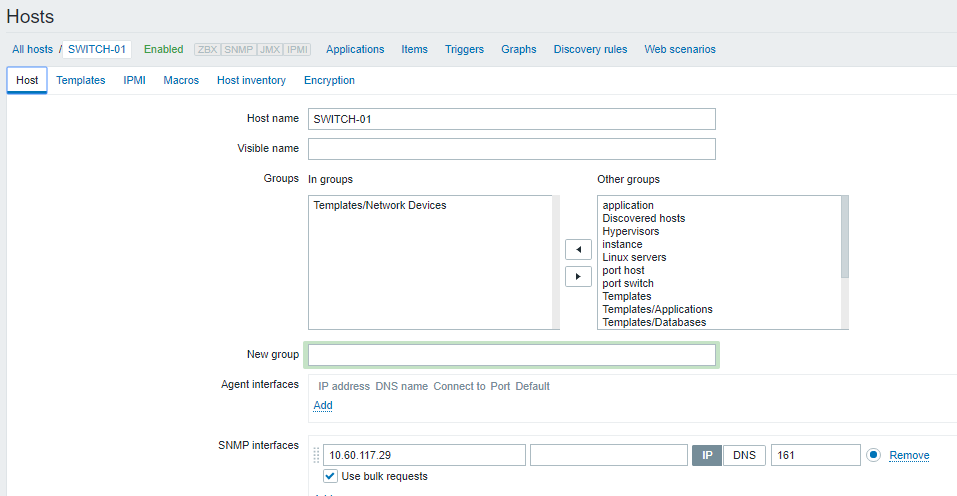 Hosts
All hosts / SWITCH-01 Enabled ZBX SNMP JMX IPMI Applications Items Triggers Graphs Discovery rules Web scenarios
Host Templates IPMI Macros Host inventory Encryption
Host name SWITCH-01
Visible name
Groups In groups Other groups
Templates/Network Devices application
Discovered hosts
Hypervisors
instance
Linux servers
port host
port switch
Templates
Templates/Applications
Templates/Databases
New group
Agent interfaces IP address DNS name Connect to Port Default
Add
SNMP interfaces 10.60.117.29 IP DNS 161 Remove
Use bulk requests